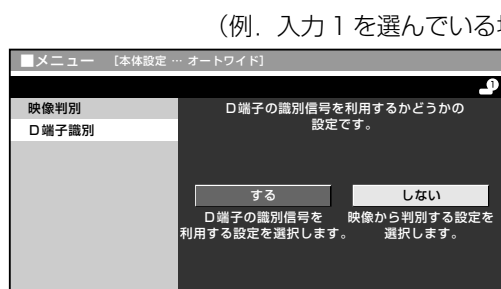 (例. 入力1を選んでいる
■メニュー [本体設定 … オートワイド]
1
映像判別
D端子識別
D端子の識別信号を利用するかどうかの
設定です。
する
しない
D端子の識別信号を
利用する設定を選択します。
映像から判別する設定を
選択します。